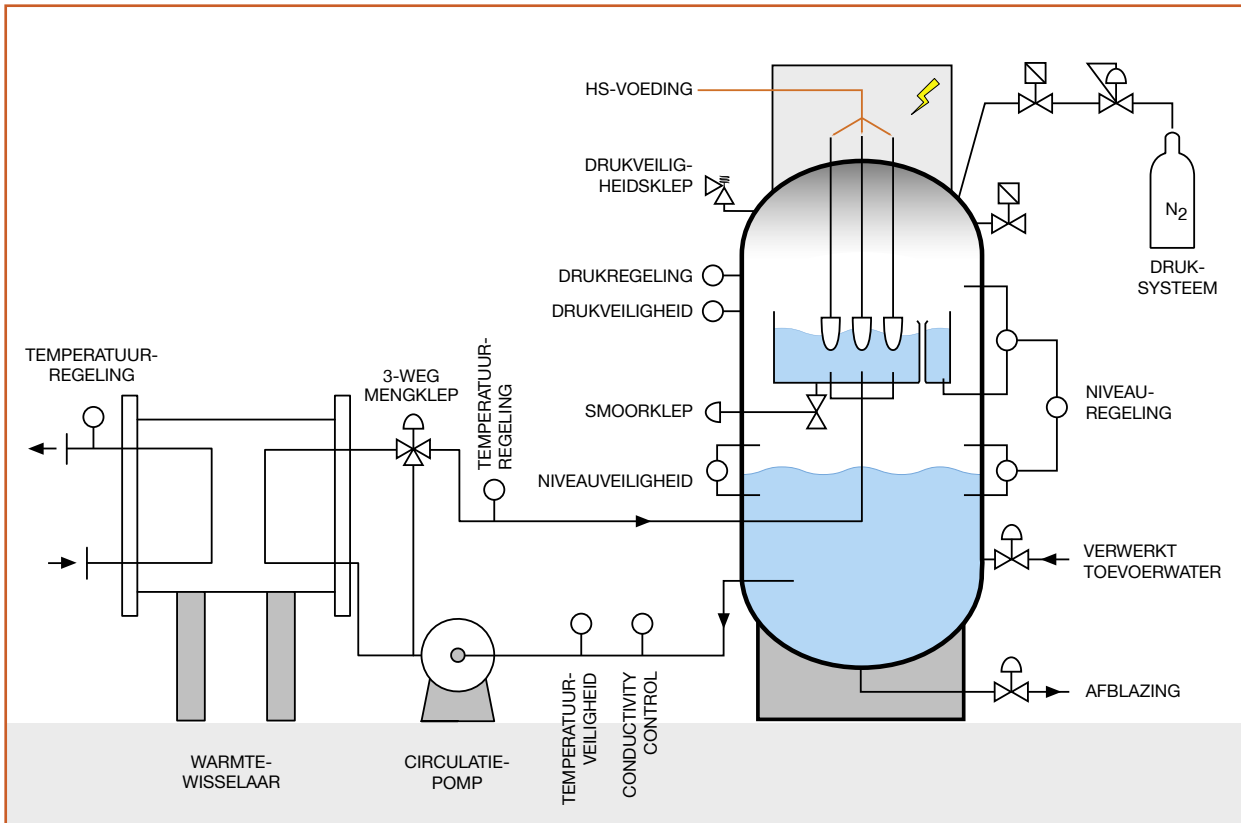 HS-VOEDING
DRUKVEILIG-
HEIDSKLEP
N2
DRUK-
SYSTEEM
DRUKREGELING
DRUKVEILIGHEID
TEMPERATUUR-
REGELING
3-WEG
MENGKLEP
TEMPERATUUR-
REGELING
SMOORKLEP
NIVEAU-
REGELING
NIVEAUVEILIGHEID
VERWERKT
TOEVOERWATER
AFBLAZING
WARMTE-
WISSELAAR
CIRCULATIE-
POMP
TEMPERATUUR-
VEILIGHEID
CONDUCTIVITY
CONTROL